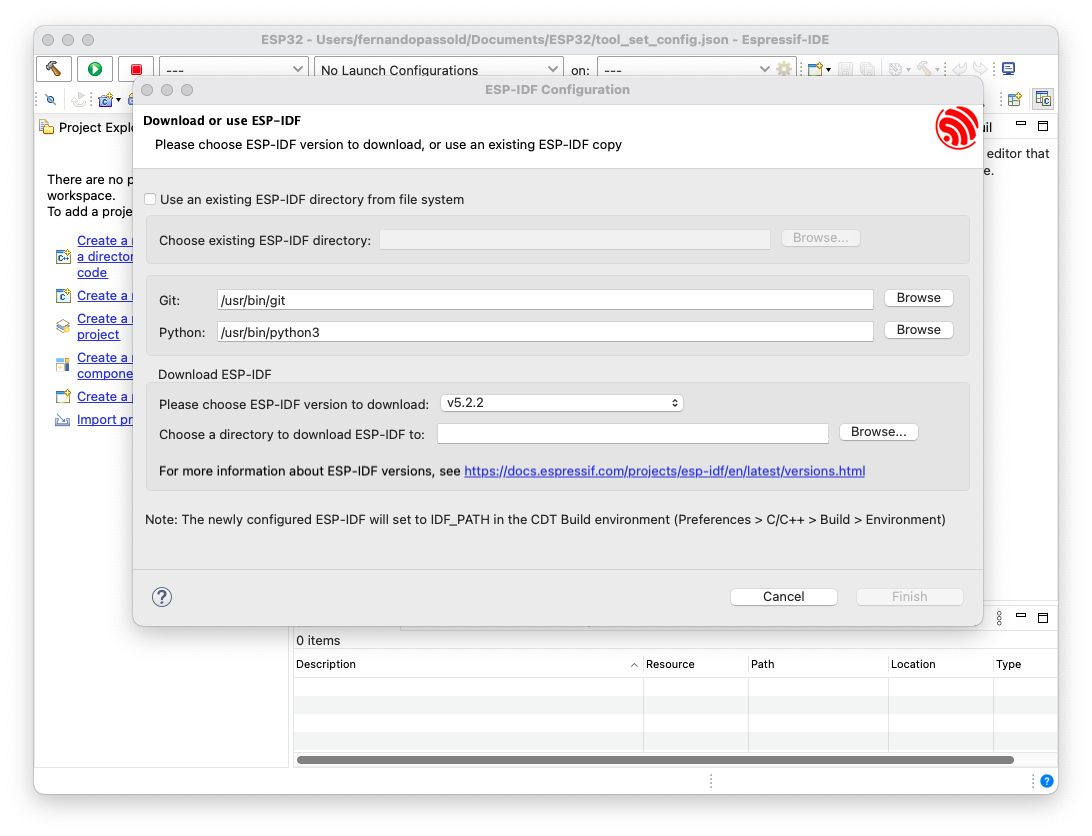 ESP32 - Users/fernandopassold/Documents/ESP32/tool_set_config.json - Espressif-IDE
--- No Launch Configurations on: ---
ESP-IDF Configuration
Project Explo
Download or use ESP-IDF
Please choose ESP-IDF version to download, or use an existing ESP-IDF copy
uil
editor that
e.
There are no p
workspace.
To add a proje
Create a
a director
code
Create a
Create a
project
Create a
compone
Create a
Import pr
Use an existing ESP-IDF directory from file system
Choose existing ESP-IDF directory: Browse...
Git: /usr/bin/git Browse
Python: /usr/bin/python3 Browse
Download ESP-IDF
Please choose ESP-IDF version to download: v5.2.2
Choose a directory to download ESP-IDF to: Browse...
For more information about ESP-IDF versions, see https://docs.espressif.com/projects/esp-idf/en/latest/versions.html
Note: The newly configured ESP-IDF will set to IDF_PATH in the CDT Build environment (Preferences > C/C++ > Build > Environment)
? Cancel Finish
0 items
Description Resource Path Location Type
?